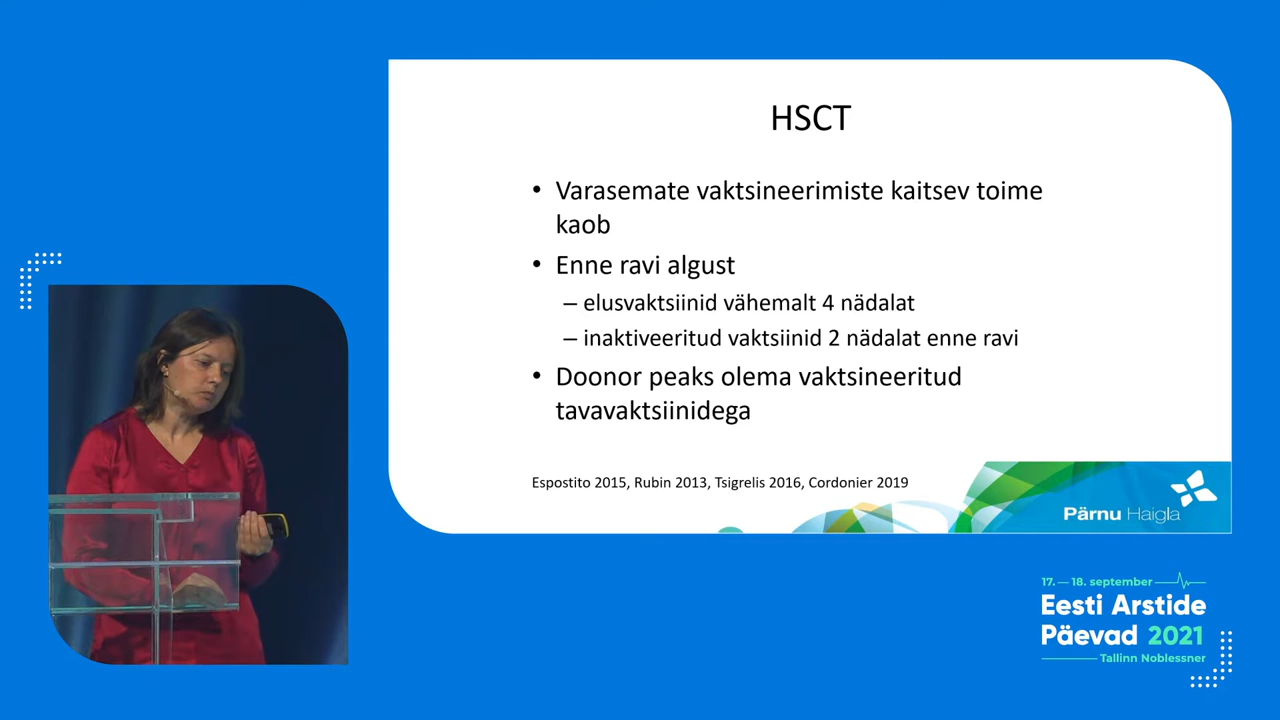 HSCT
• Varasemate vaktsineerimiste kaitsev toime
kaob
• Enne ravi algust
– elusvaktsiinid vähemalt 4 nädalat
– inaktiveeritud vaktsiinid 2 nädalat enne ravi
• Doonor peaks olema vaktsineeritud
tavavaktsiinidega
Espostito 2015, Rubin 2013, Tsigrelis 2016, Cordonier 2019
Pärnu Haigla
17. — 18. september
Eesti Arstide
Päevad 2021
Tallinn Noblessner